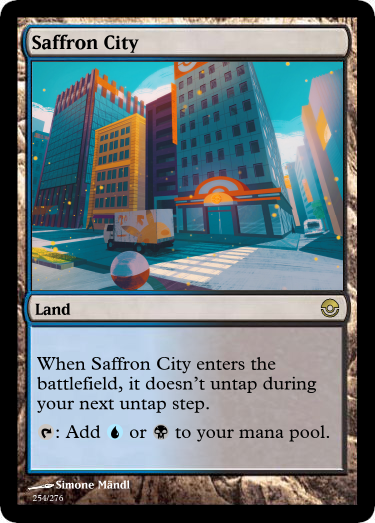 Saffron City
Land
When Saffron City enters the
battlefield, it doesn't untap during
your next untap step.
: Add or to your mana pool.
Simone Mändl
254/276